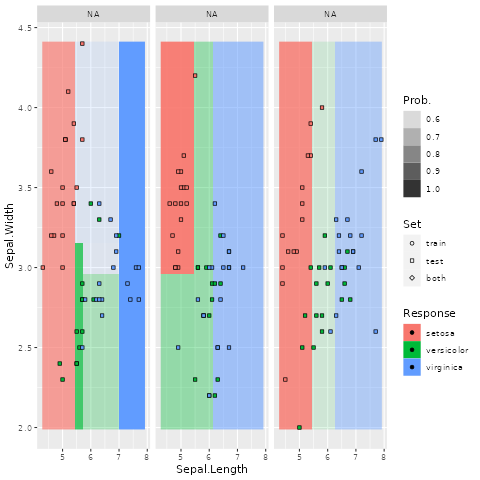 NA NA NA
4.5
4.0
3.5
3.0
2.5
2.0
Sepal.Width
5 6 7 8 5 6 7 8 5 6 7 8
Sepal.Length
Prob.
0.6
0.7
0.8
0.9
1.0
Set
train
test
both
Response
setosa
versicolor
virginica